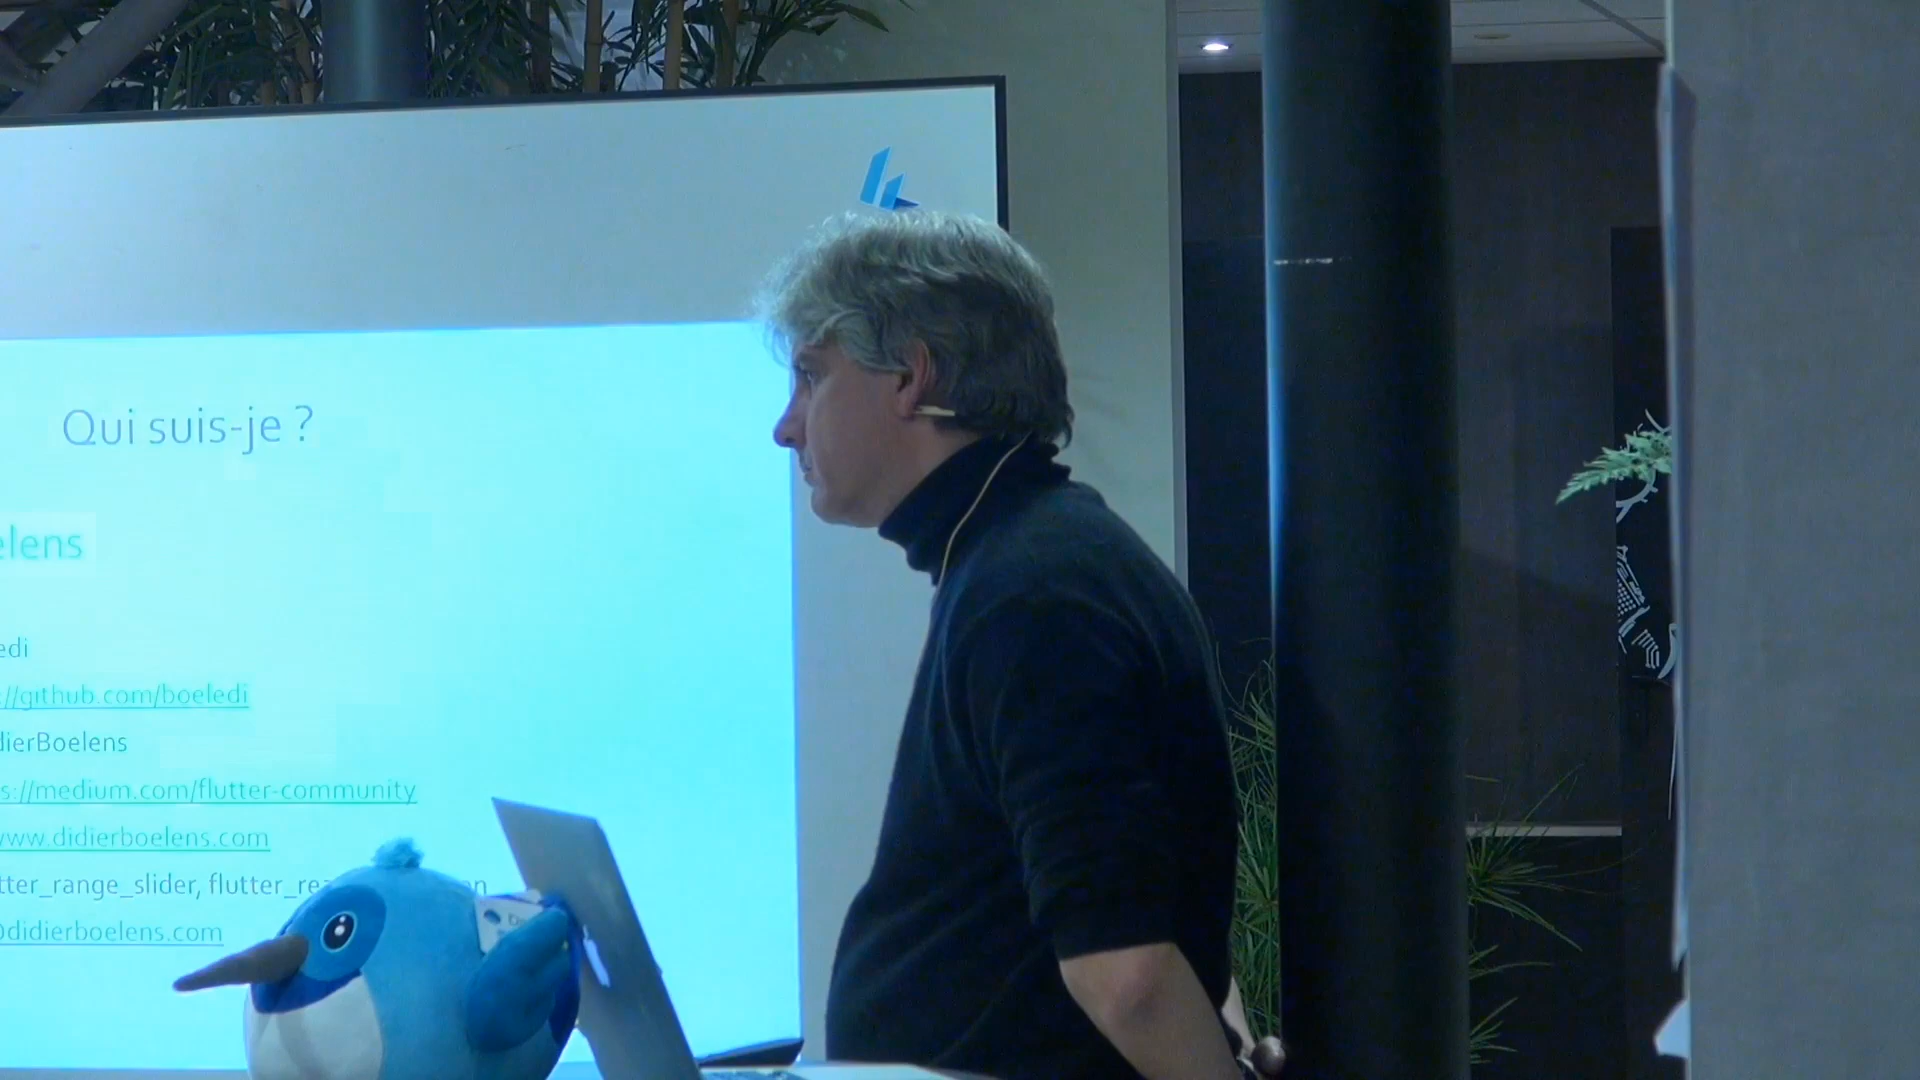 Qui suis-je ?
elens
edi
://github.com/boeledi
dierBoelens
s://medium.com/flutter-community
www.didierboelens.com
tter_range_slider, flutter_rea
didierboelens.com